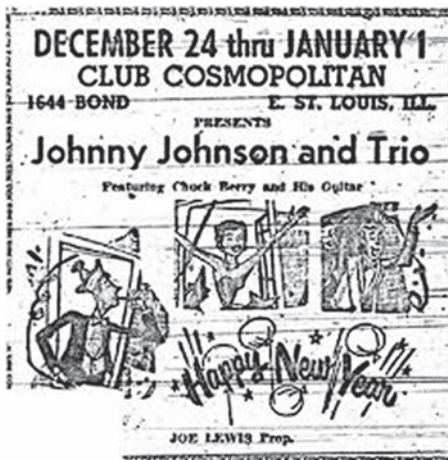 DECEMBER 24 thru JANUARY 1
CLUB COSMOPOLITAN
1644 BOND E. ST. LOUIS, ILL.
PRESENTS
Johnny Johnson and Trio
Featuring Chuck Berry and His Guitar
Happy New Year
JOE LEWIS Prop.